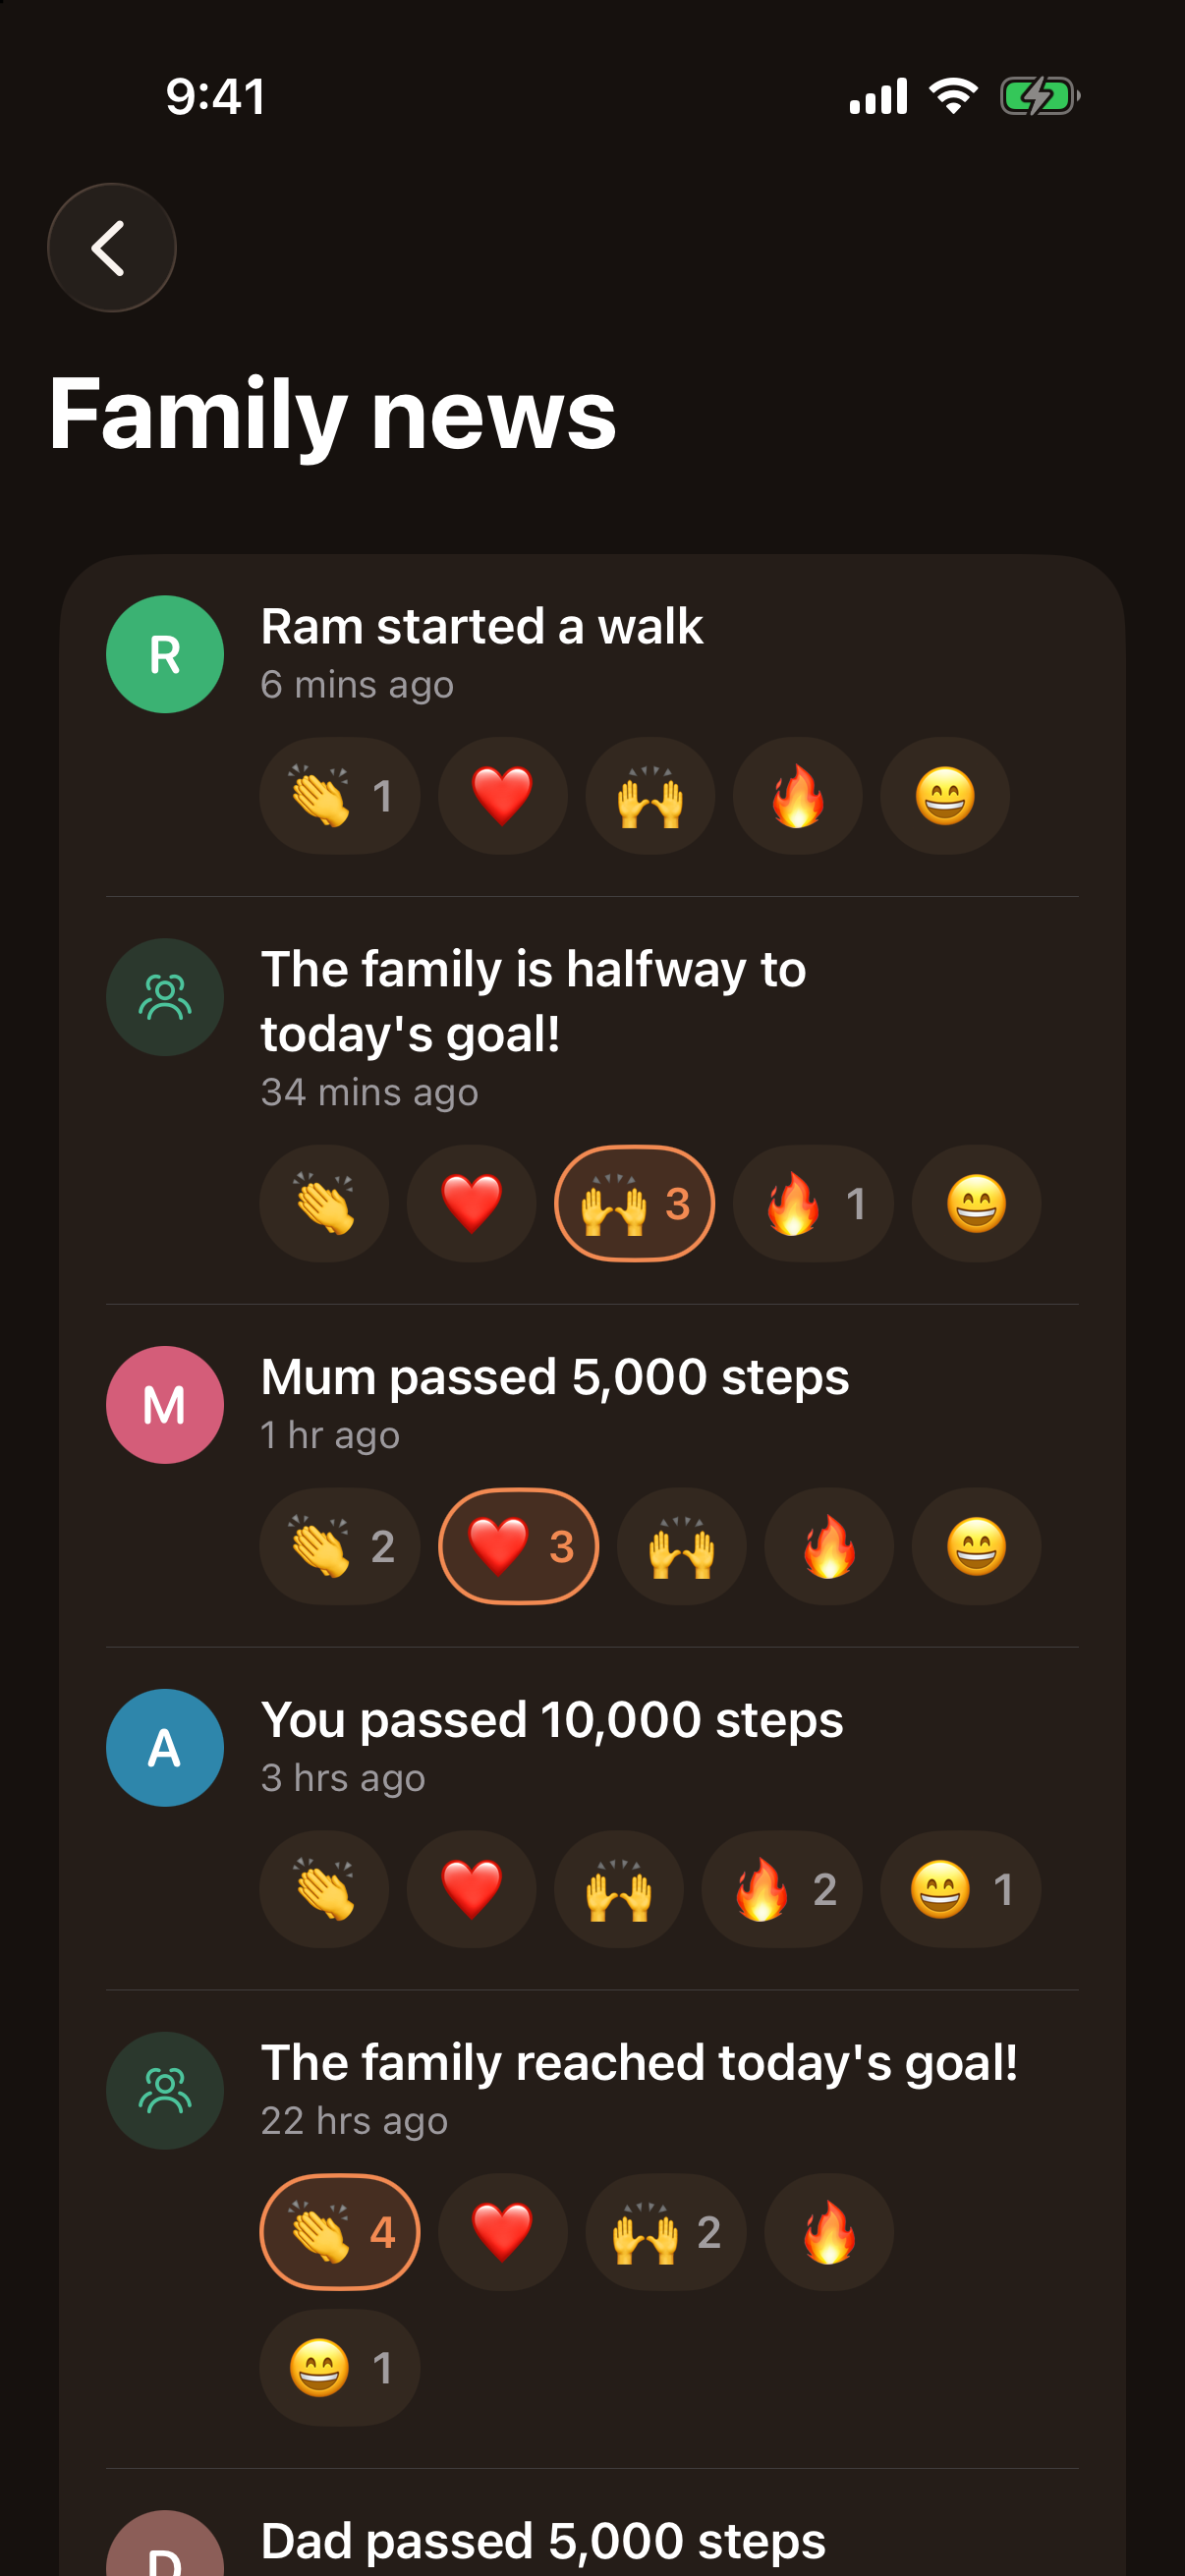 9:41
Family news
R
Ram started a walk
6 mins ago
👏 1 ❤️ 🙌 🔥 😄
The family is halfway to
today's goal!
34 mins ago
👏 ❤️ 🙌 3 🔥 1 😄
M
Mum passed 5,000 steps
1 hr ago
👏 2 ❤️ 3 🙌 🔥 😄
A
You passed 10,000 steps
3 hrs ago
👏 ❤️ 🙌 🔥 2 😄 1
The family reached today's goal!
22 hrs ago
👏 4 ❤️ 🙌 2 🔥
😄 1
D
Dad passed 5,000 steps